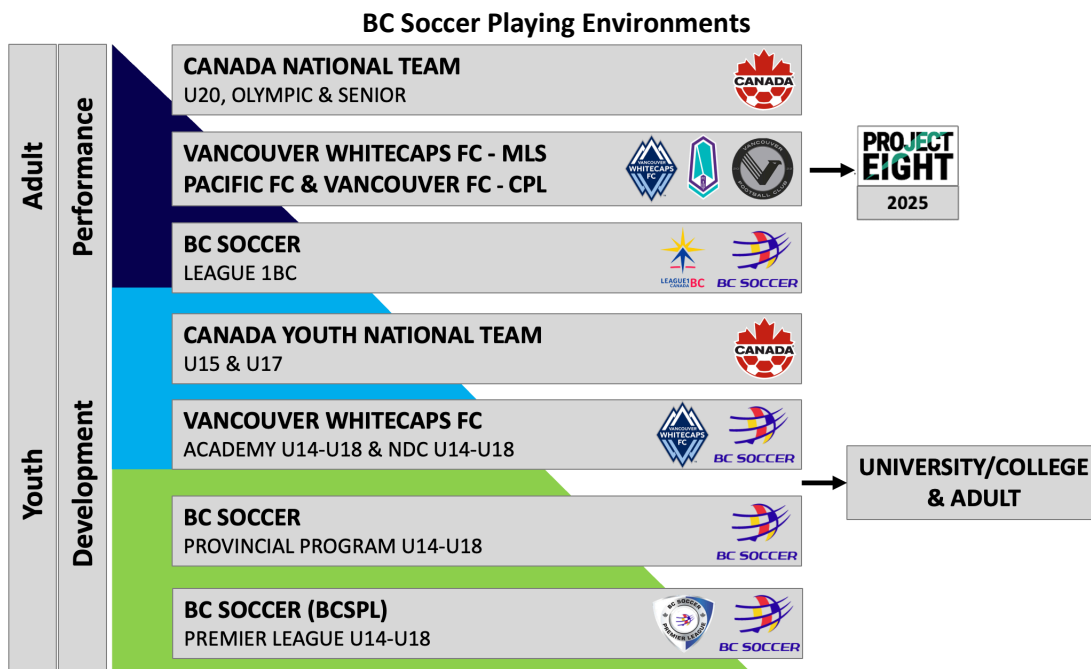 BC Soccer Playing Environments
Adult
Performance
CANADA NATIONAL TEAM
U20, OLYMPIC & SENIOR
CANADA
VANCOUVER WHITECAPS FC - MLS
PACIFIC FC & VANCOUVER FC - CPL
VANCOUVER
WHITECAPS
FC
VANCOUVER
FOOTBALL CLUB
PROJECT
EIGHT
2025
BC SOCCER
LEAGUE 1BC
LEAGUE1
CANADA BC
BC SOCCER
Youth
Development
CANADA YOUTH NATIONAL TEAM
U15 & U17
CANADA
VANCOUVER WHITECAPS FC
ACADEMY U14-U18 & NDC U14-U18
VANCOUVER
WHITECAPS
FC
BC SOCCER
UNIVERSITY/COLLEGE
& ADULT
BC SOCCER
PROVINCIAL PROGRAM U14-U18
BC SOCCER
BC SOCCER (BCSPL)
PREMIER LEAGUE U14-U18
BC SOCCER
PREMIER LEAGUE
BC SOCCER